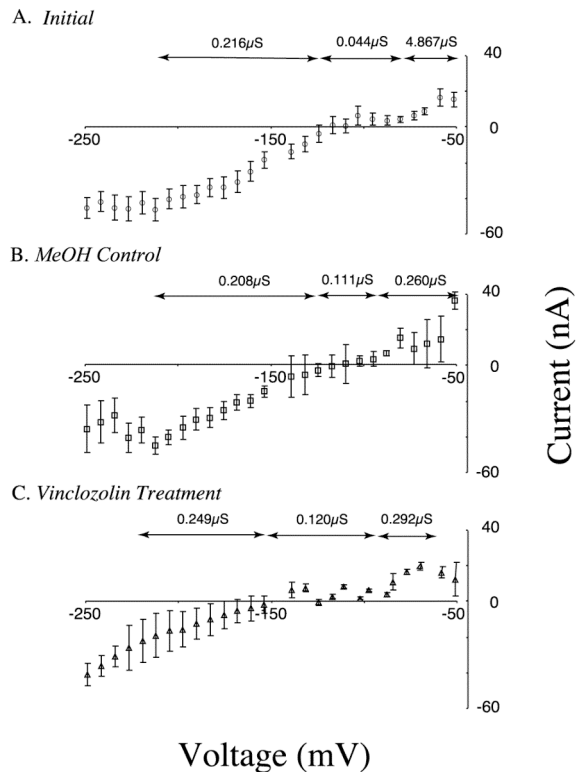 A. Initial
0.216µS 0.044µS 4.867µS
40
0
-250 -150 -50
-60
B. MeOH Control
0.208µS 0.111µS 0.260µS
40
0
-250 -150 -50
-60
C. Vinclozolin Treatment
0.249µS 0.120µS 0.292µS
40
0
-250 -150 -50
-60
Current (nA)
Voltage (mV)